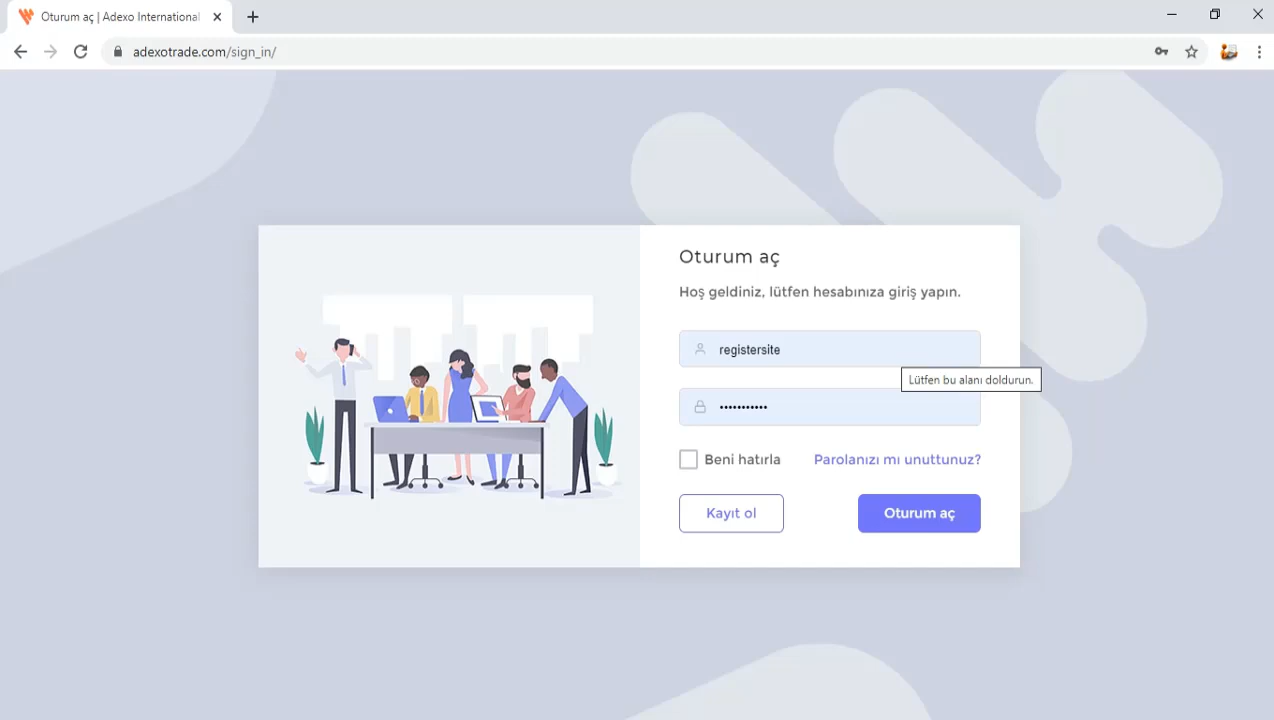 Oturum aç | Adexo International
adexotrade.com/sign_in/
Oturum aç
Hoş geldiniz, lütfen hesabınıza giriş yapın.
registersite
Lütfen bu alanı doldurun.
•••••••••••
Beni hatırla
Parolanızı mı unuttunuz?
Kayıt ol
Oturum aç